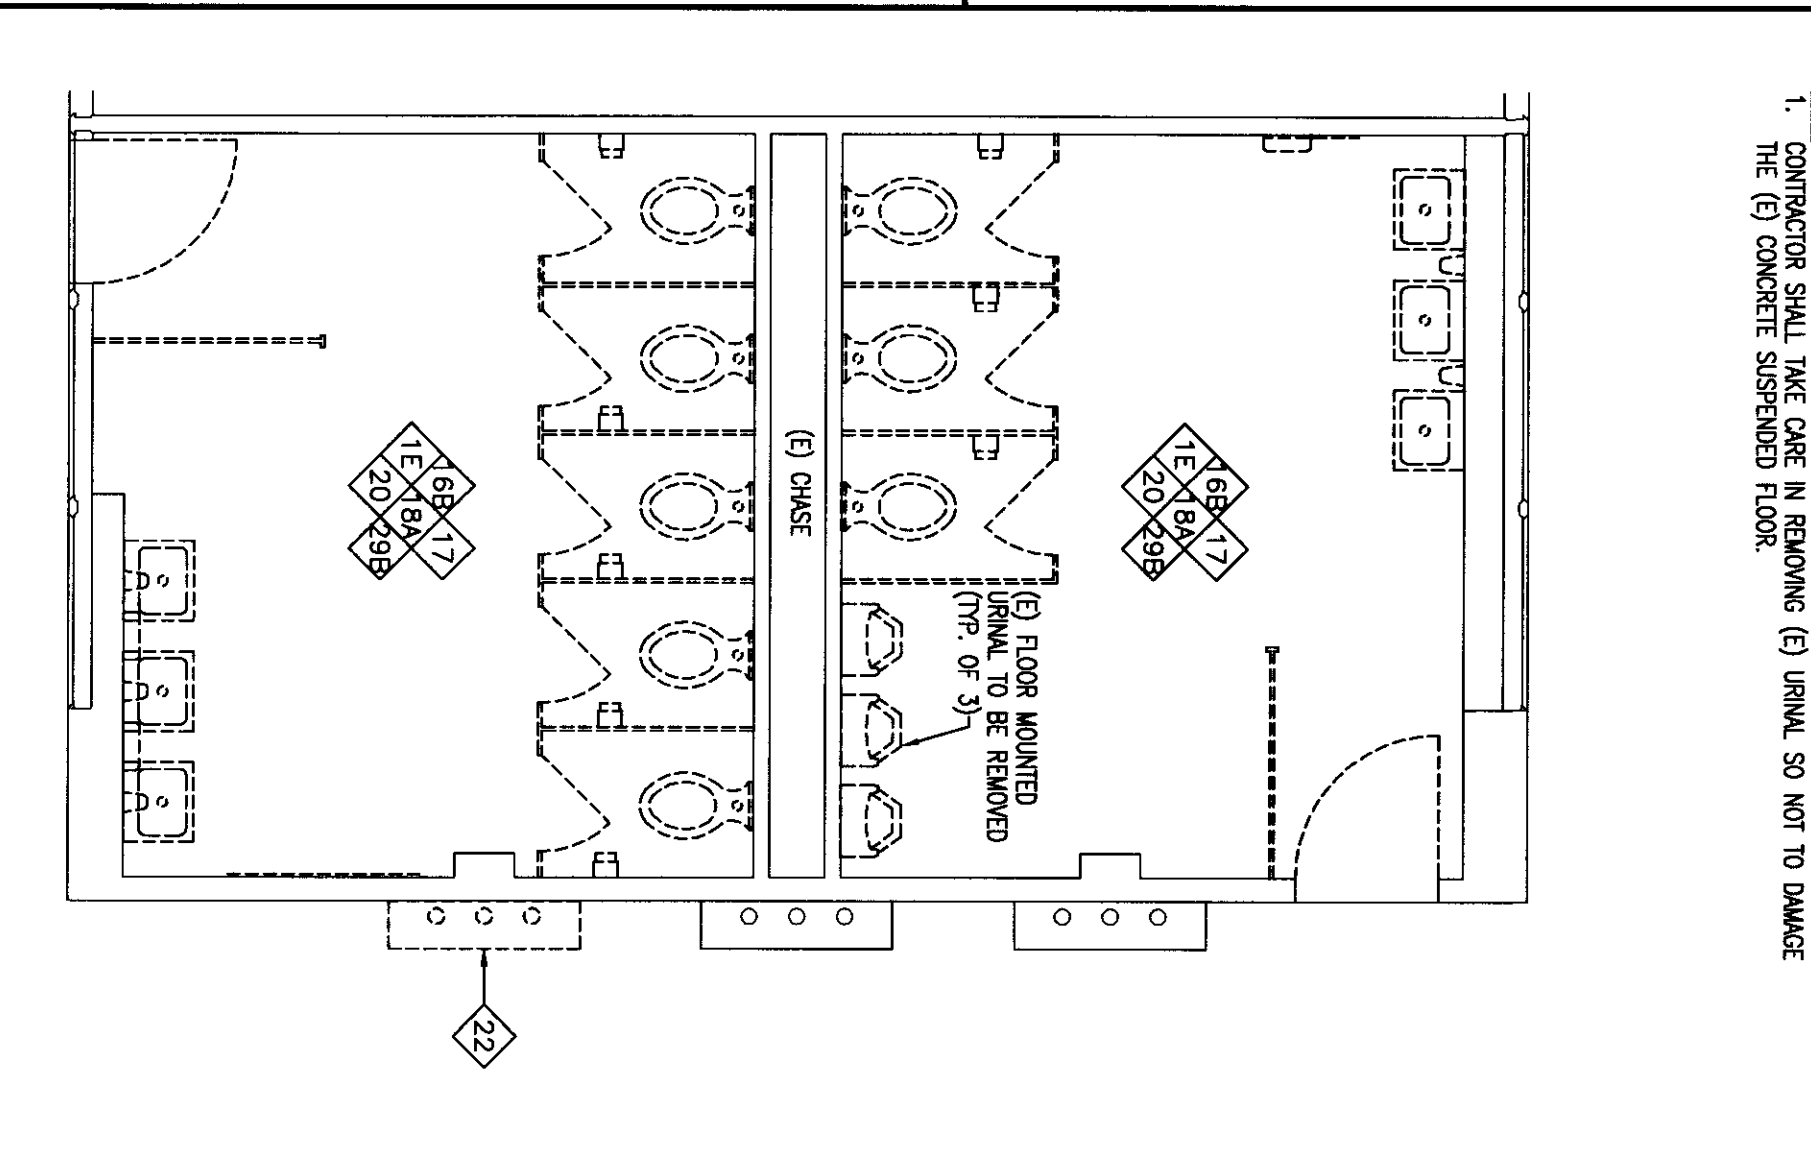 1. CONTRACTOR SHALL TAKE CARE IN REMOVING (E) URINAL SO NOT TO DAMAGE
THE (E) CONCRETE SUSPENDED FLOOR.
16B 17
1E 18A
20 29B
(E) FLOOR MOUNTED
URINAL TO BE REMOVED
(TYP. OF 3)
(E) CHASE
16B 17
1E 18A
20 29B
22